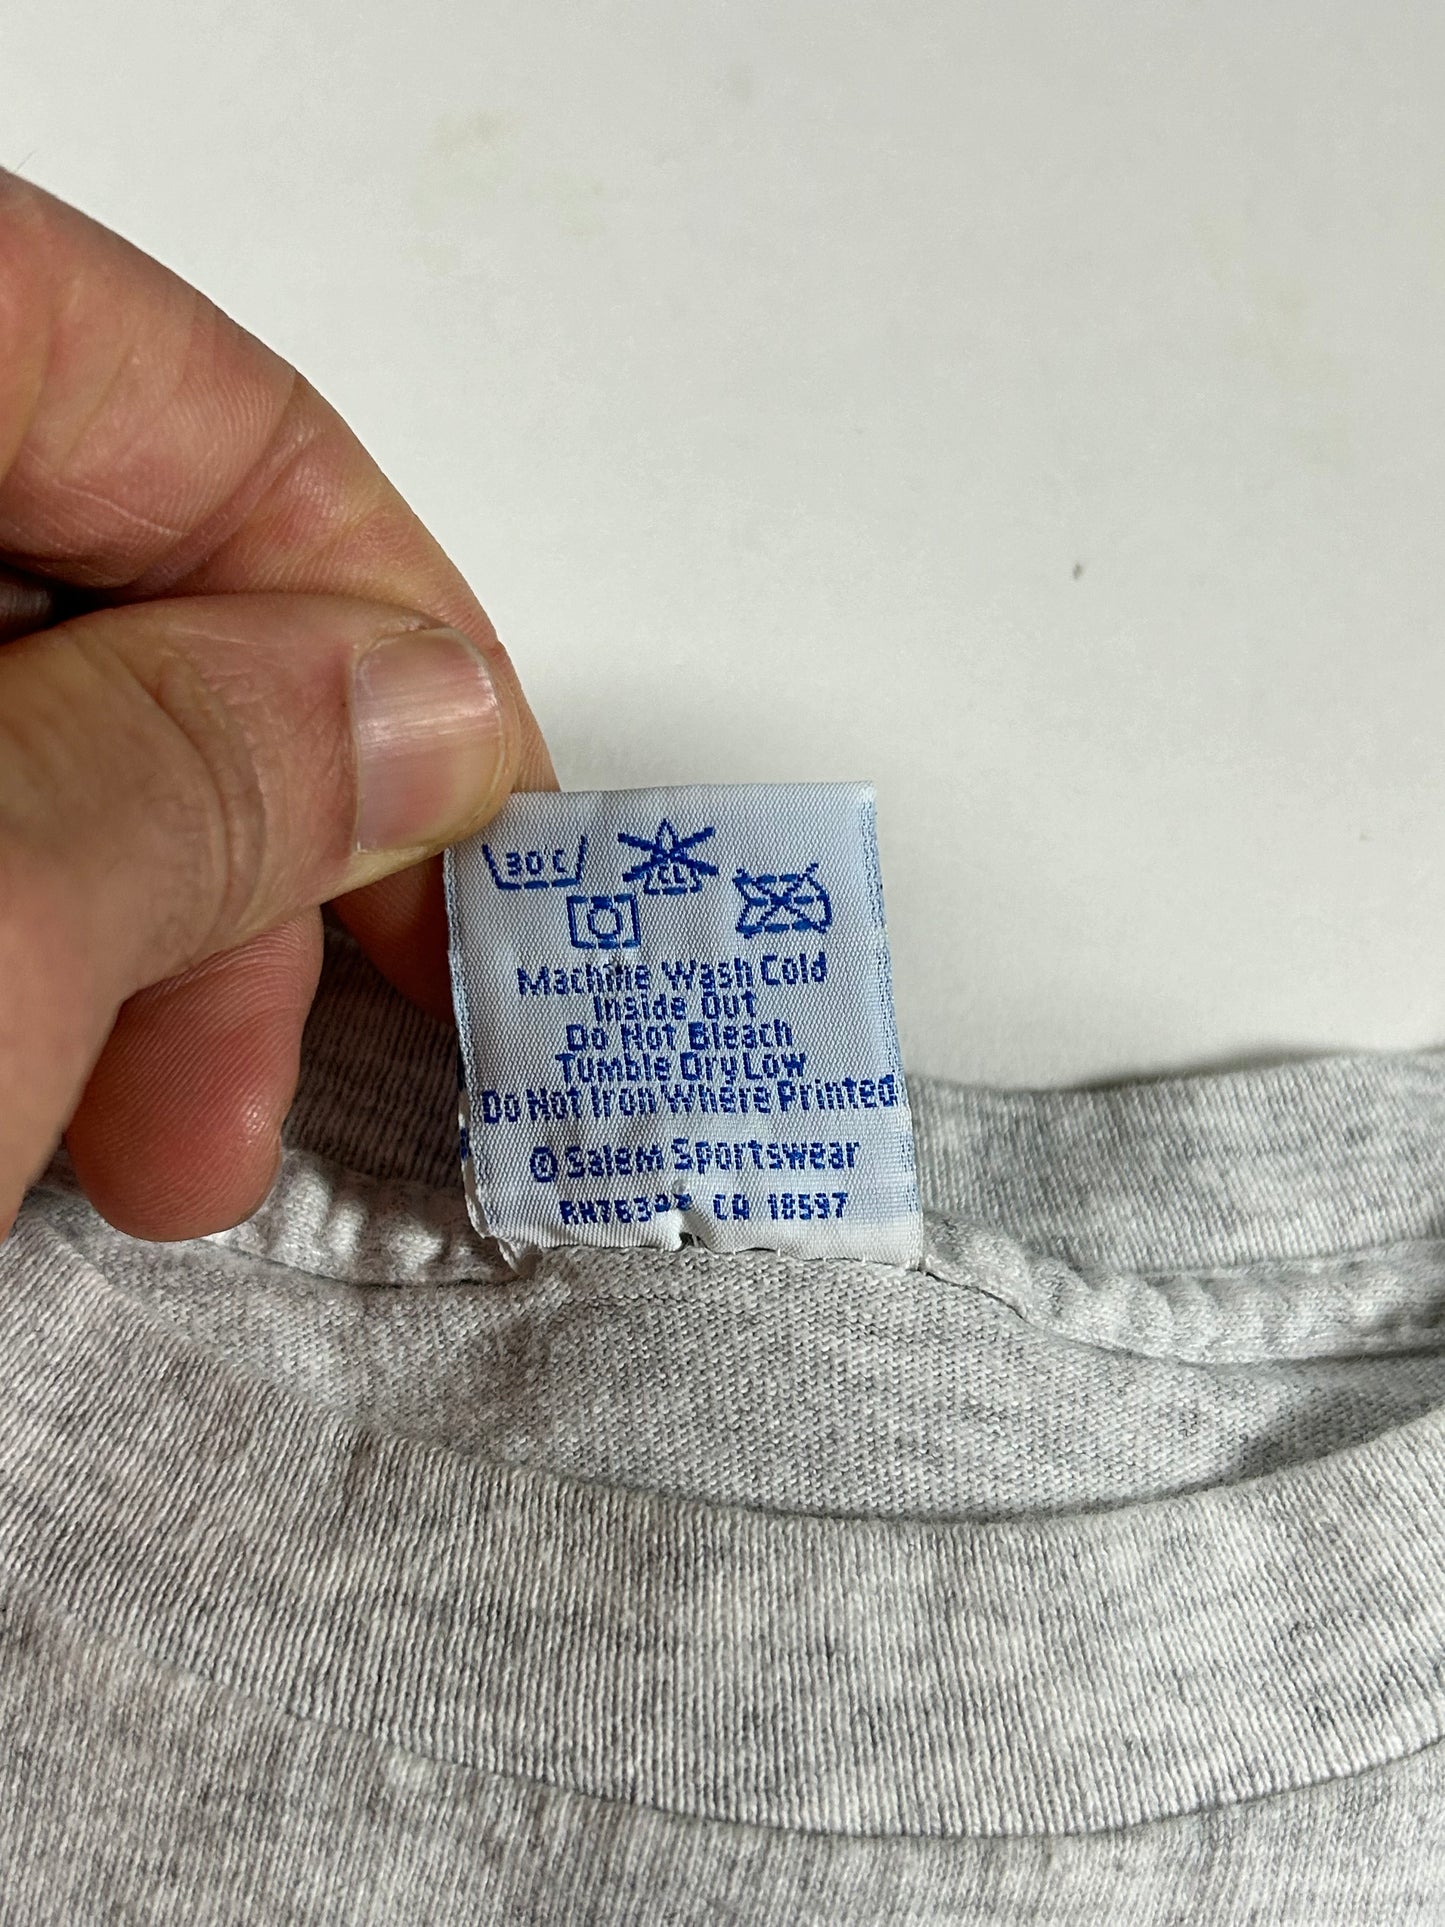 30°C
CL
Machine Wash Cold
Inside Out
Do Not Bleach
Tumble Dry Low
Do Not Iron Where Printed
© Salem Sportswear
CA 18597